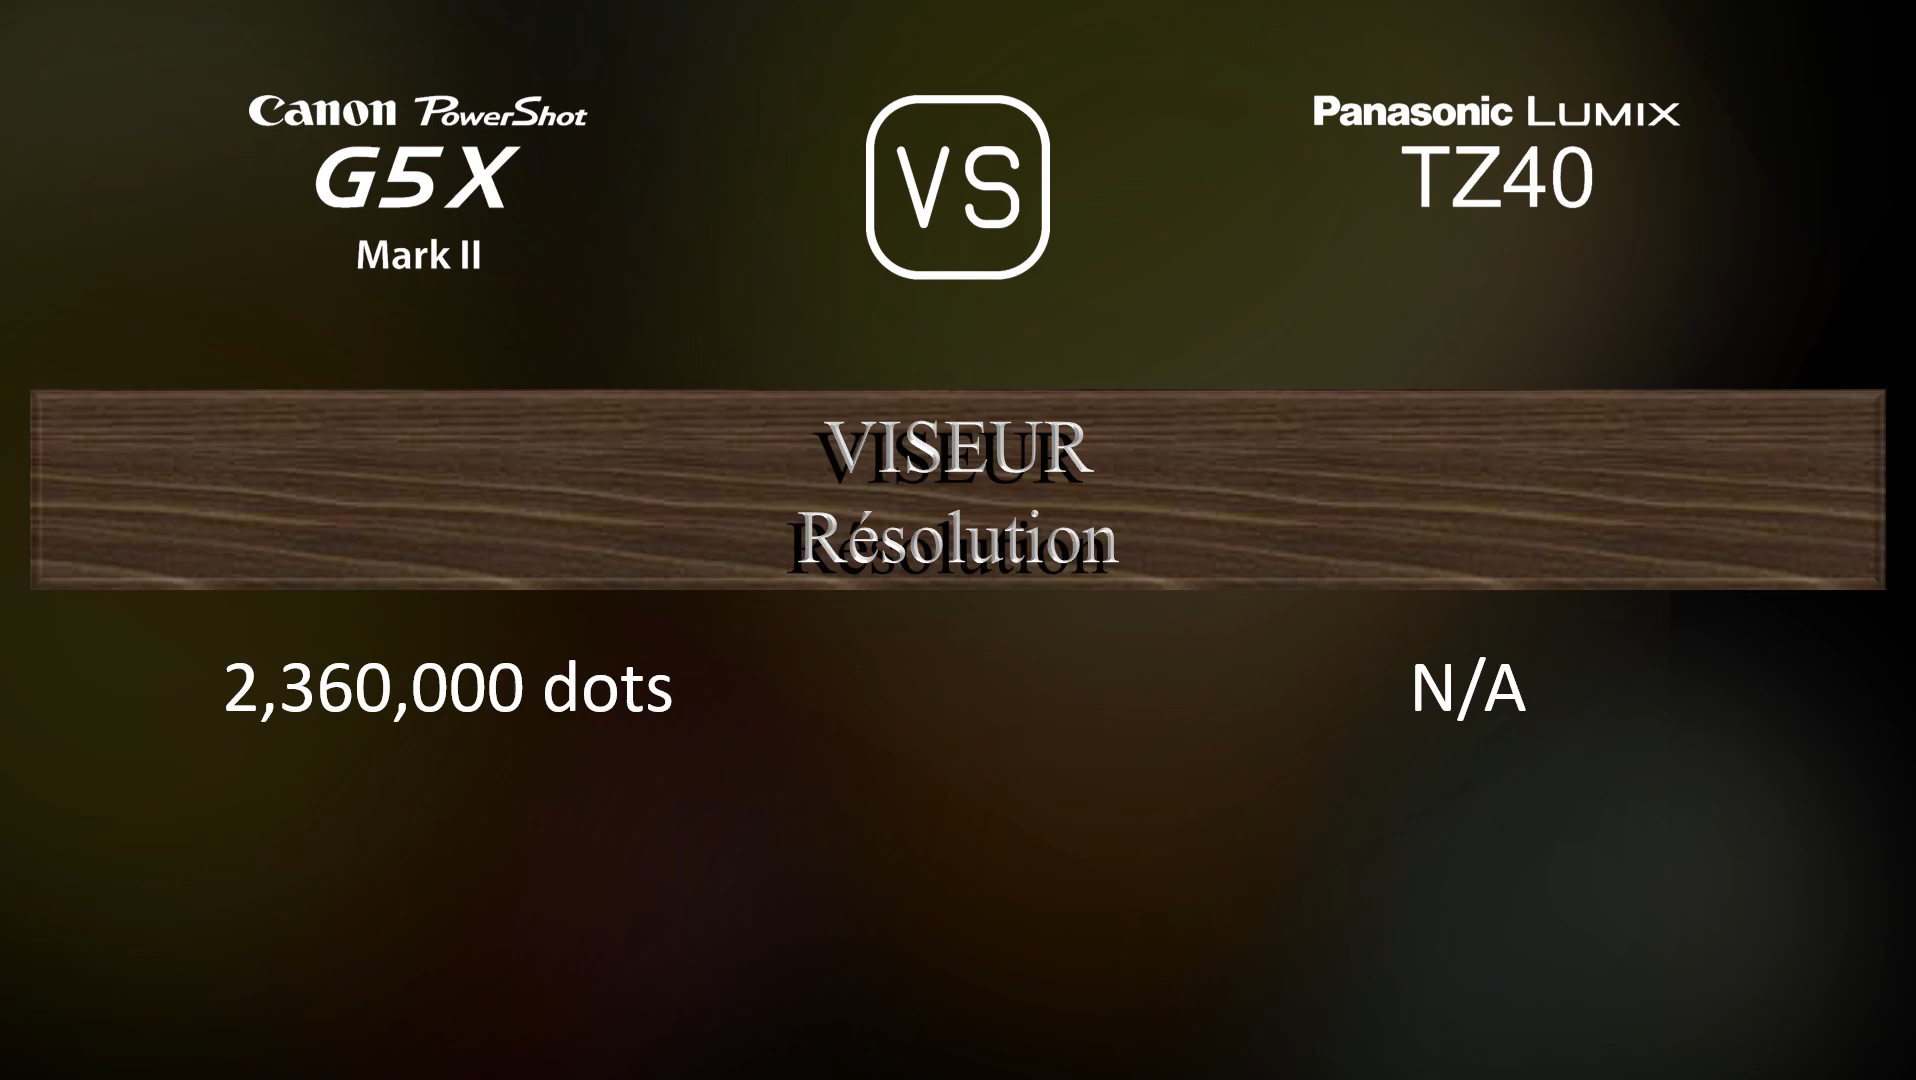 Canon PowerShot
G5X
Mark II
VS
Panasonic LUMIX
TZ40
VISEUR
Résolution
2,360,000 dots
N/A